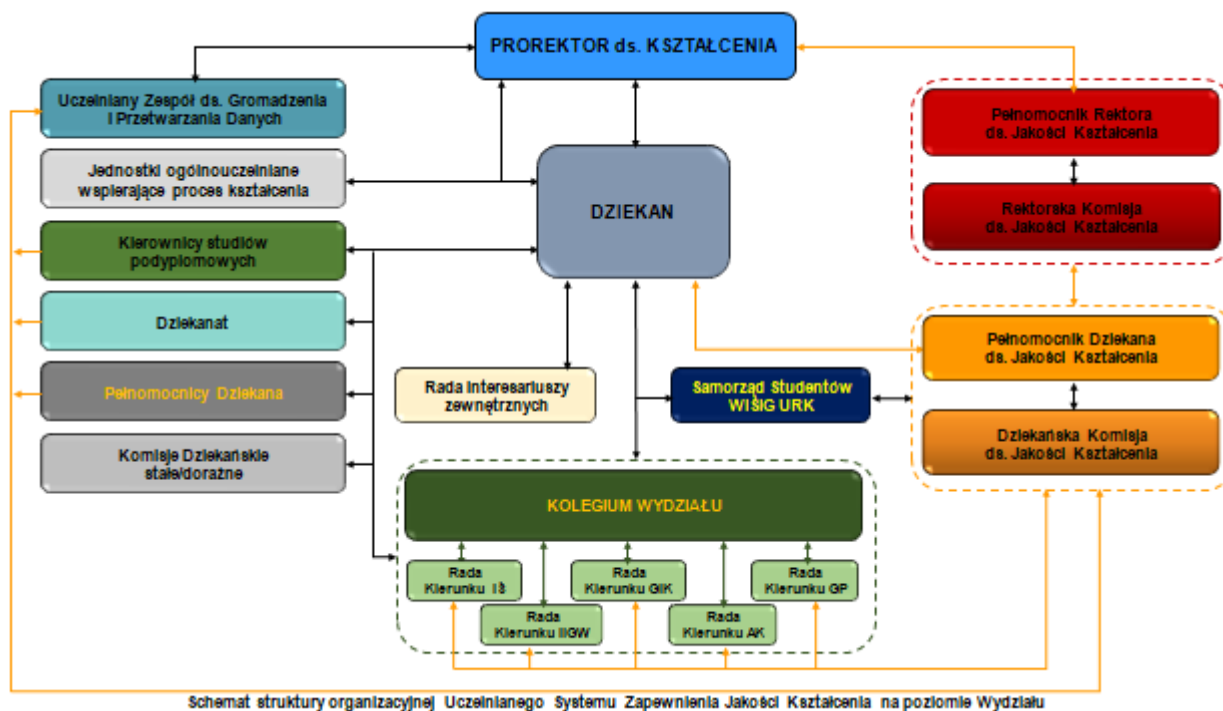 PROREKTOR ds. KSZTAŁCENIA
Uczelniany Zespół ds. Gromadzenia
i Przetwarzania Danych
Jednostki ogólnouczelniane
wspierające proces kształcenia
Kierownicy studiów
podyplomowych
Dziekanat
Pełnomocnicy Dziekana
Komisje Dziekańskie
stałe/doraźne
DZIEKAN
Rada Interesariuszy
zewnętrznych
Samorząd Studentów
WIŚIG URK
Pełnomocnik Rektora
ds. Jakości Kształcenia
Rektorska Komisja
ds. Jakości Kształcenia
Pełnomocnik Dziekana
ds. Jakości Kształcenia
Dziekańska Komisja
ds. Jakości Kształcenia
KOLEGIUM WYDZIAŁU
Rada
Kierunku IŚ
Rada
Kierunku IIGW
Rada
Kierunku GIK
Rada
Kierunku AK
Rada
Kierunku GP
Schemat struktury organizacyjnej Uczelnianego Systemu Zapewnienia Jakości Kształcenia na poziomie Wydziału